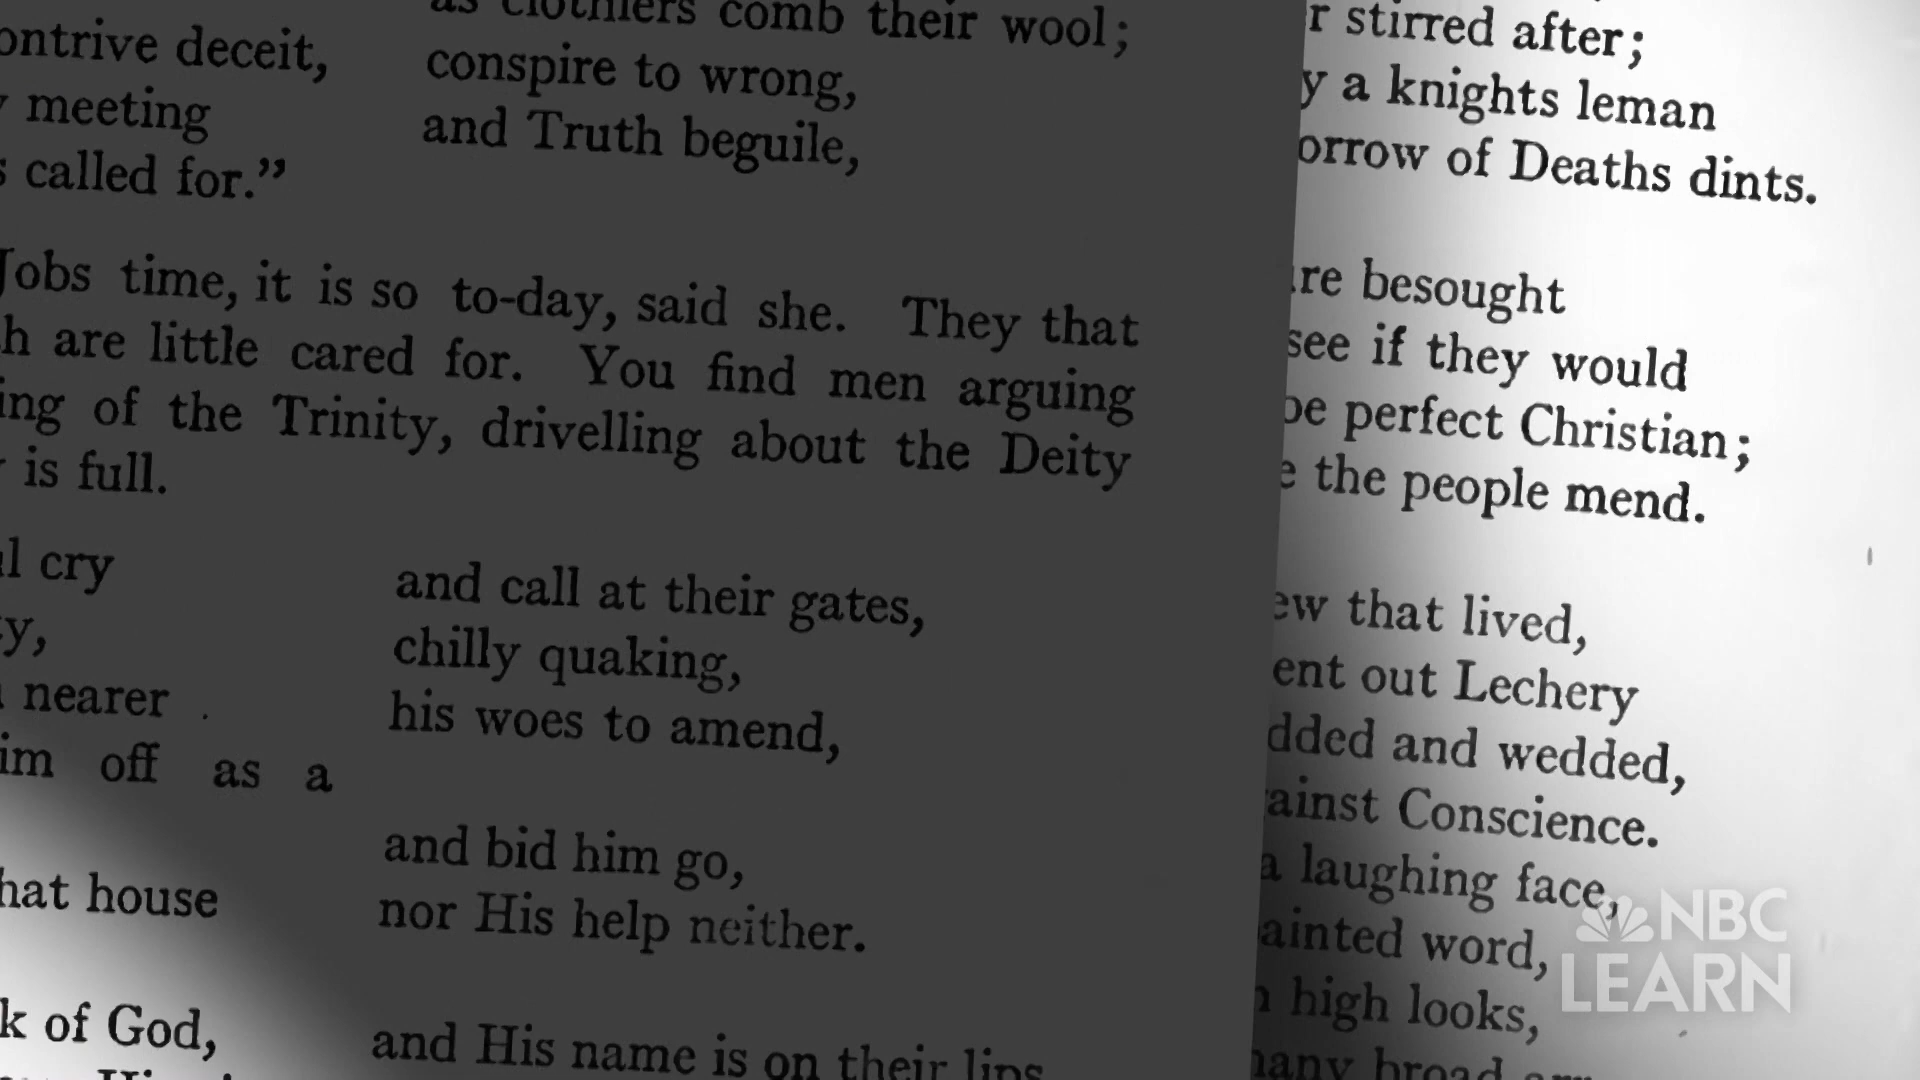 as clothiers comb their wool;
ontrive deceit, conspire to wrong,
meeting and Truth beguile,
s called for.”
Jobs time, it is so to-day, said she. They that
h are little cared for. You find men arguing
ing of the Trinity, drivelling about the Deity
is full.
l cry and call at their gates,
y, chilly quaking,
nearer his woes to amend,
im off as a
and bid him go,
hat house nor His help neither.
k of God, and His name is on their lips
r stirred after;
y a knights leman
orrow of Deaths dints.
re besought
see if they would
be perfect Christian;
e the people mend.
ew that lived,
ent out Lechery
dded and wedded,
ainst Conscience.
a laughing face,
ainted word,
high looks,
many broad
NBC
LEARN